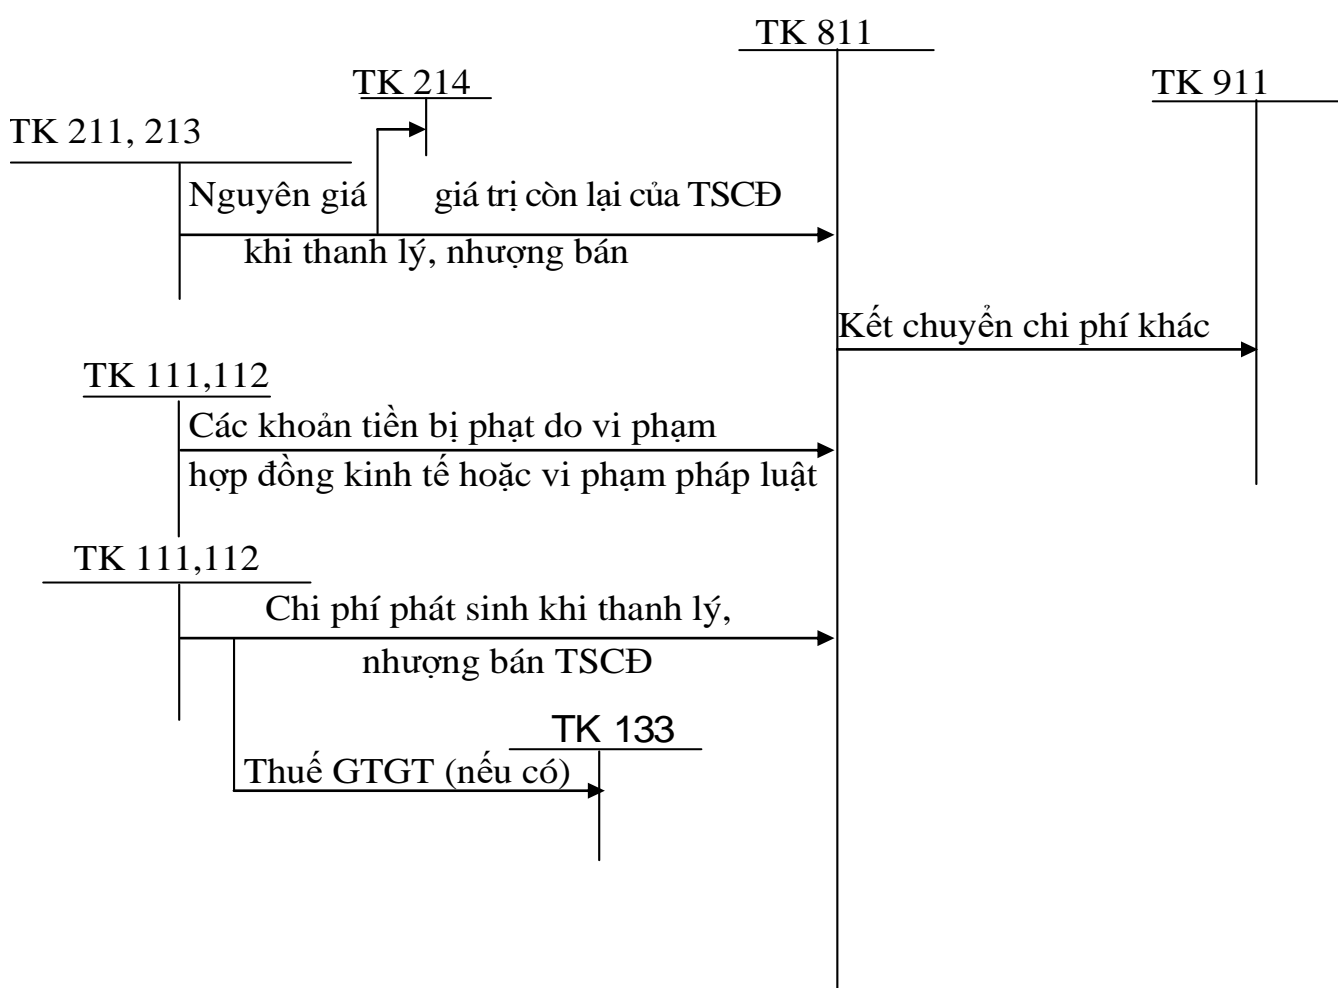 TK 811
TK 214
TK 911
TK 211, 213
Nguyên giá giá trị còn lại của TSCĐ
khi thanh lý, nhượng bán
Kết chuyển chi phí khác
TK 111,112
Các khoản tiền bị phạt do vi phạm
hợp đồng kinh tế hoặc vi phạm pháp luật
TK 111,112
Chi phí phát sinh khi thanh lý,
nhượng bán TSCĐ
TK 133
Thuế GTGT (nếu có)